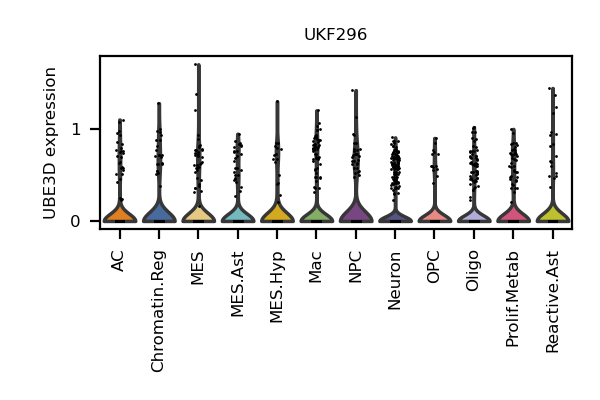 UKF296
UBE3D expression
1
0
AC
Chromatin.Reg
MES
MES.Ast
MES.Hyp
Mac
NPC
Neuron
OPC
Oligo
Prolif.Metab
Reactive.Ast